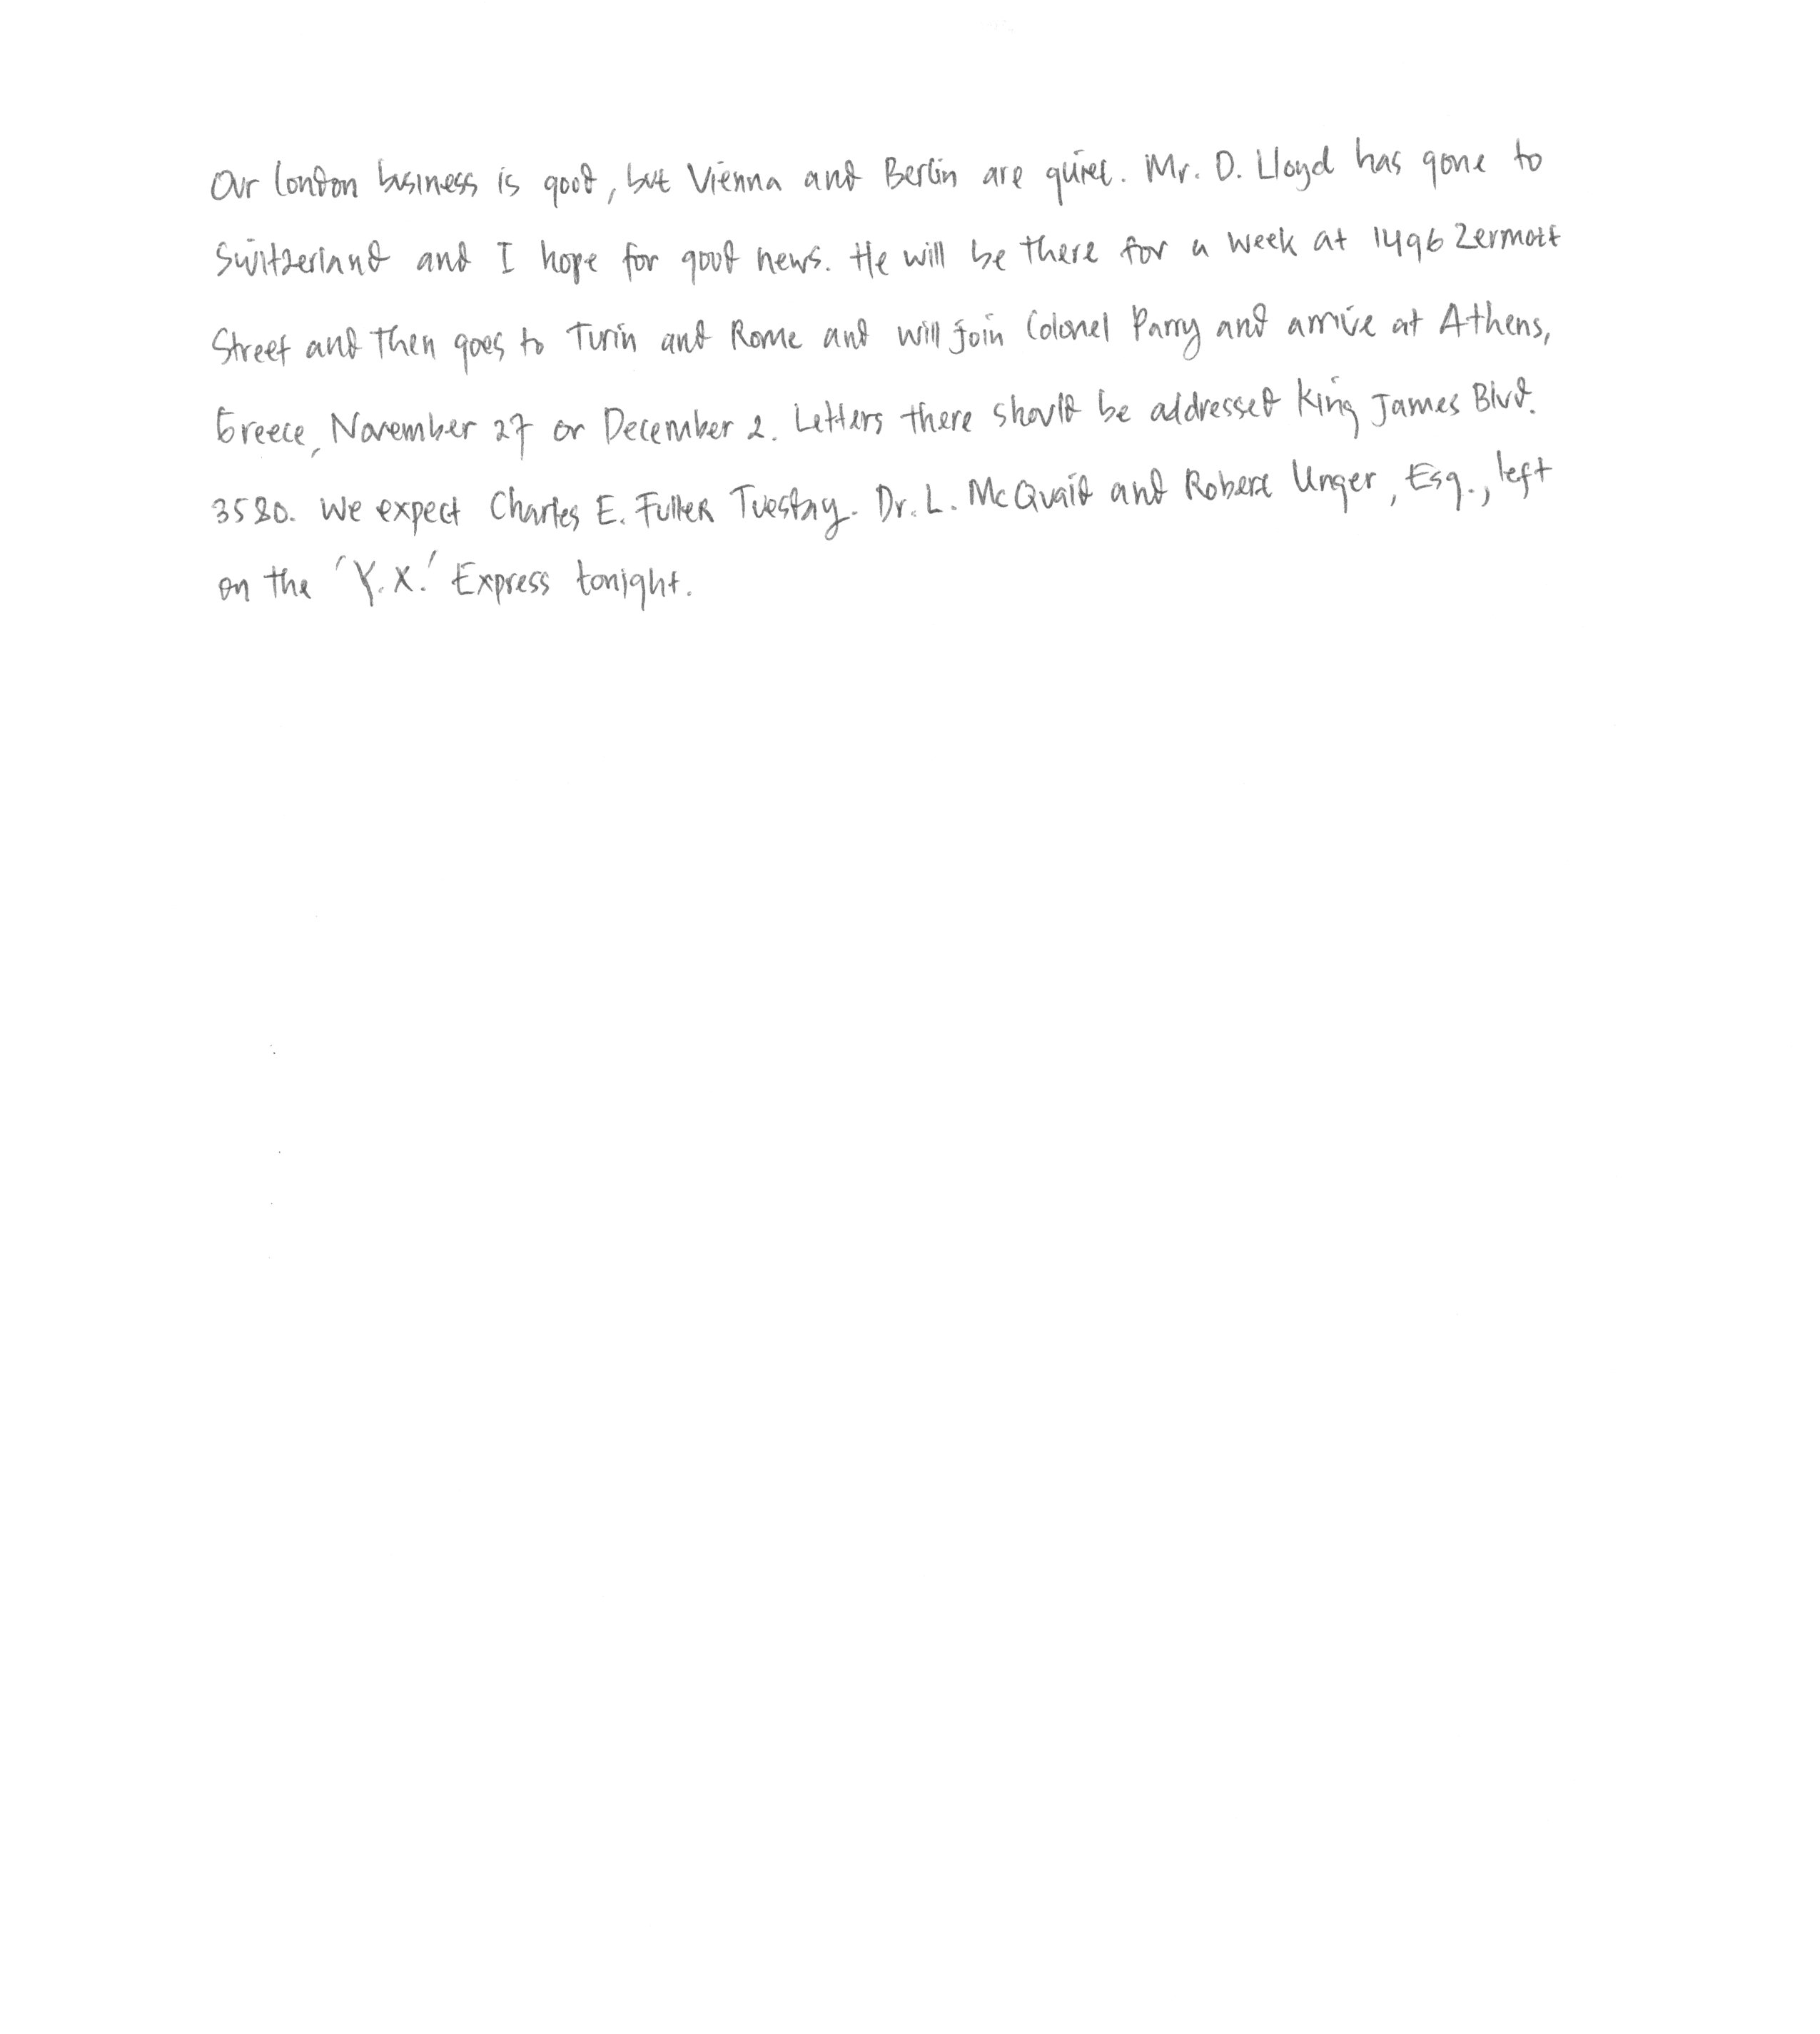 Our London business is good, but Vienna and Berlin are quiet. Mr. D. Lloyd has gone to
Switzerland and I hope for good news. He will be there for a week at 1496 Zermott
Street and then goes to Turin and Rome and will join Colonel Parry and arrive at Athens,
Greece, November 27 or December 2. Letters there should be addressed King James Blvd.
3580. We expect Charles E. Fuller Tuesday. Dr. L. McQuaid and Robert Unger, Esq., left
on the 'Y.X.' Express tonight.